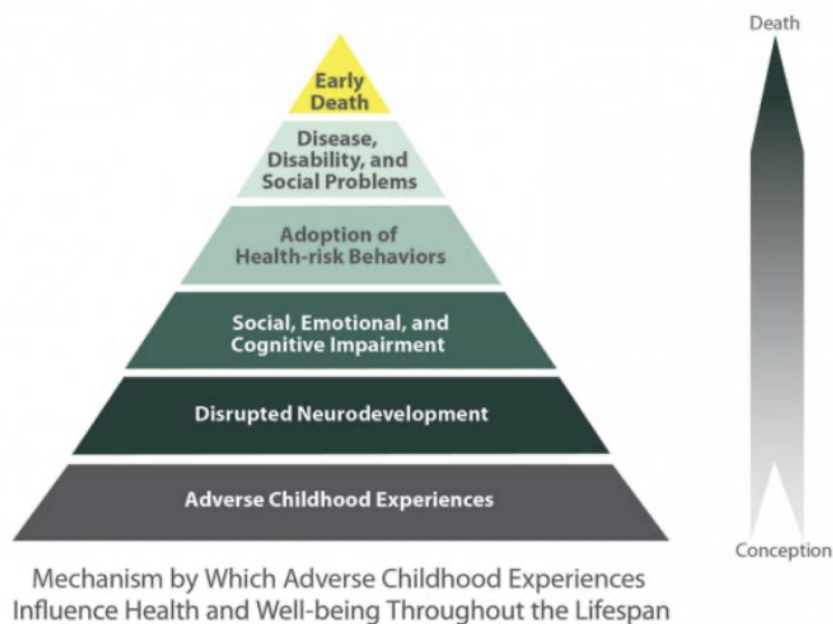 Death
Early
Death
Disease,
Disability, and
Social Problems
Adoption of
Health-risk Behaviors
Social, Emotional, and
Cognitive Impairment
Disrupted Neurodevelopment
Adverse Childhood Experiences
Conception
Mechanism by Which Adverse Childhood Experiences
Influence Health and Well-being Throughout the Lifespan